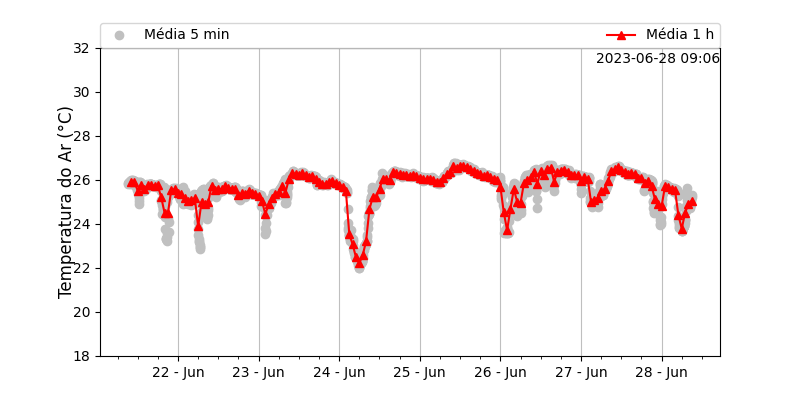 Média 5 min
Média 1 h
2023-06-28 09:06
Temperatura do Ar (°C)
32
30
28
26
24
22
20
18
22 - Jun
23 - Jun
24 - Jun
25 - Jun
26 - Jun
27 - Jun
28 - Jun